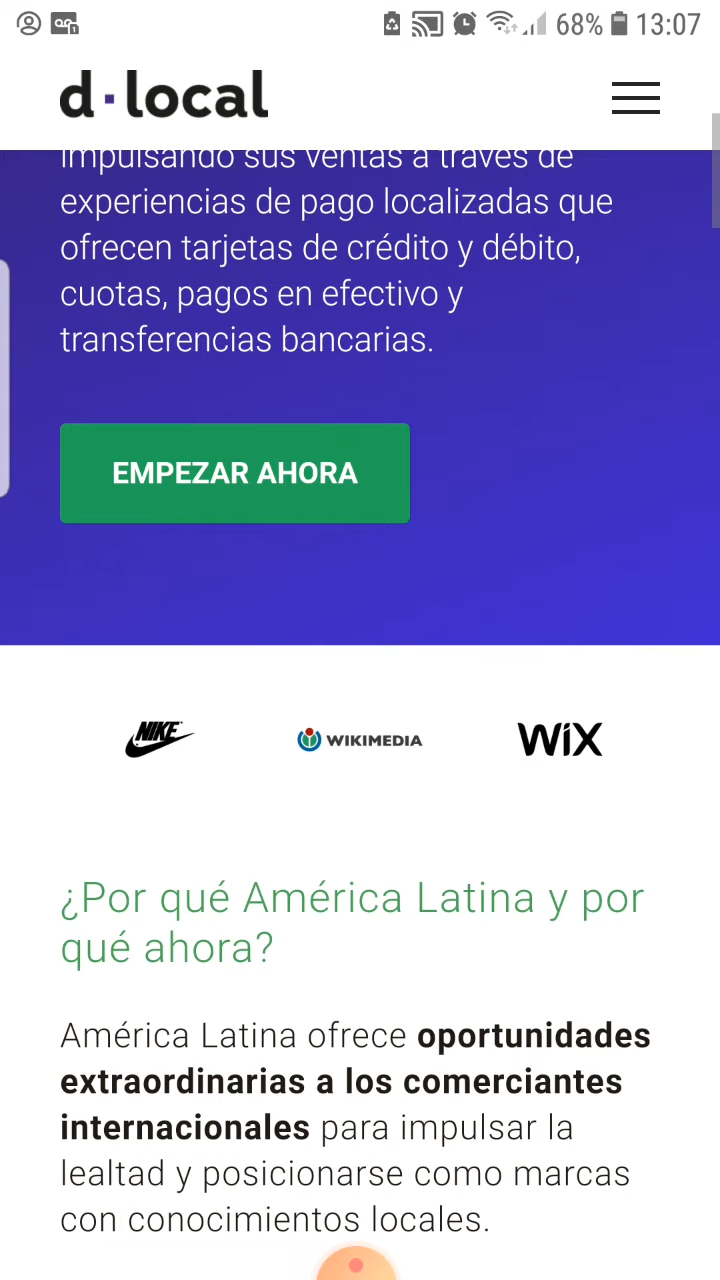 68% 13:07
d·local
impulsando sus ventas a través de
experiencias de pago localizadas que
ofrecen tarjetas de crédito y débito,
cuotas, pagos en efectivo y
transferencias bancarias.
EMPEZAR AHORA
NIKE WIKIMEDIA WiX
¿Por qué América Latina y por
qué ahora?
América Latina ofrece oportunidades
extraordinarias a los comerciantes
internacionales para impulsar la
lealtad y posicionarse como marcas
con conocimientos locales.